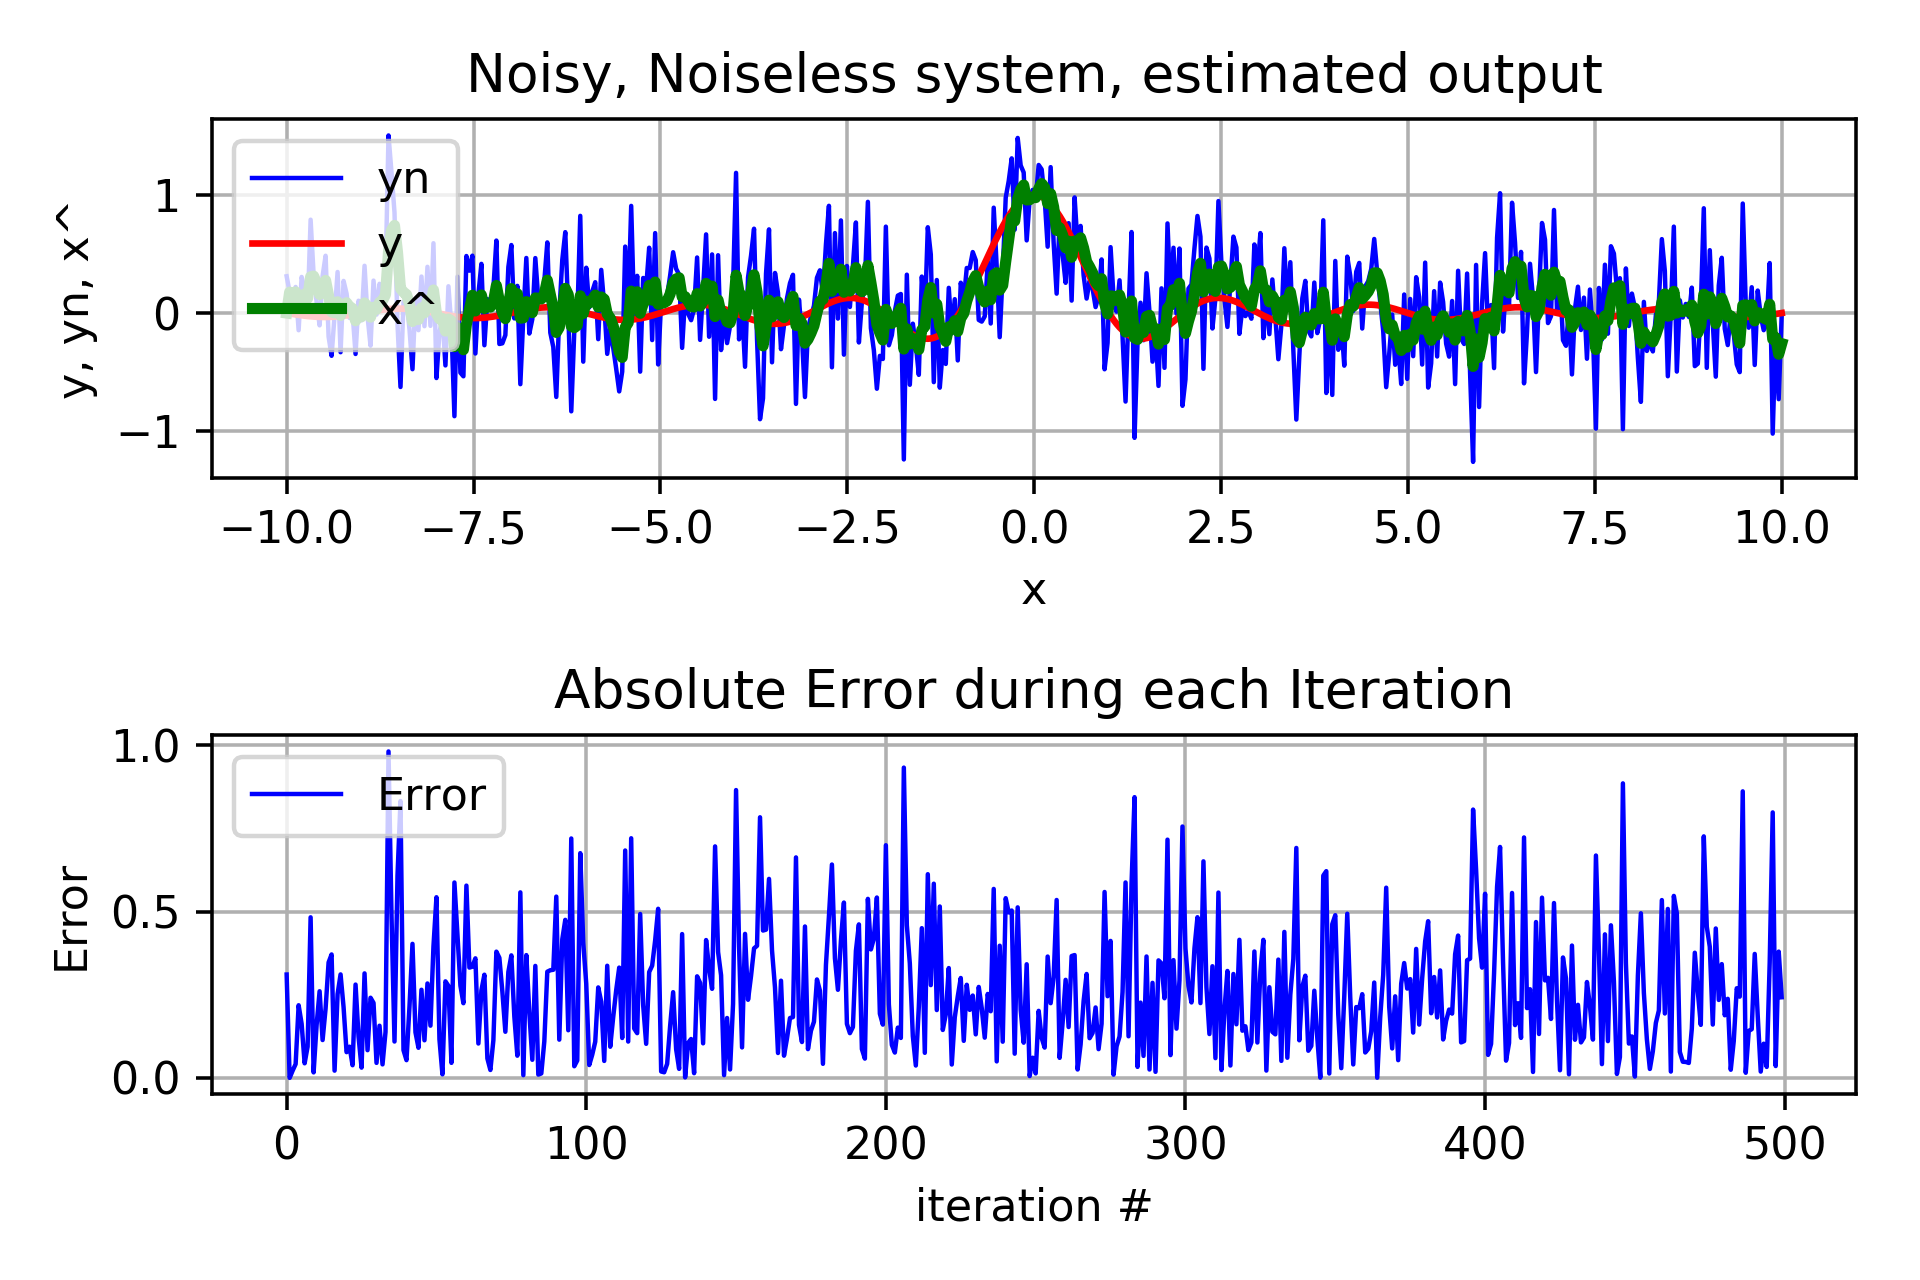 Noisy, Noiseless system, estimated output
y, yn, x^
1
0
−1
yn
y
x^
−10.0 −7.5 −5.0 −2.5 0.0 2.5 5.0 7.5 10.0
x
Absolute Error during each Iteration
Error
1.0
0.5
0.0
Error
0 100 200 300 400 500
iteration #